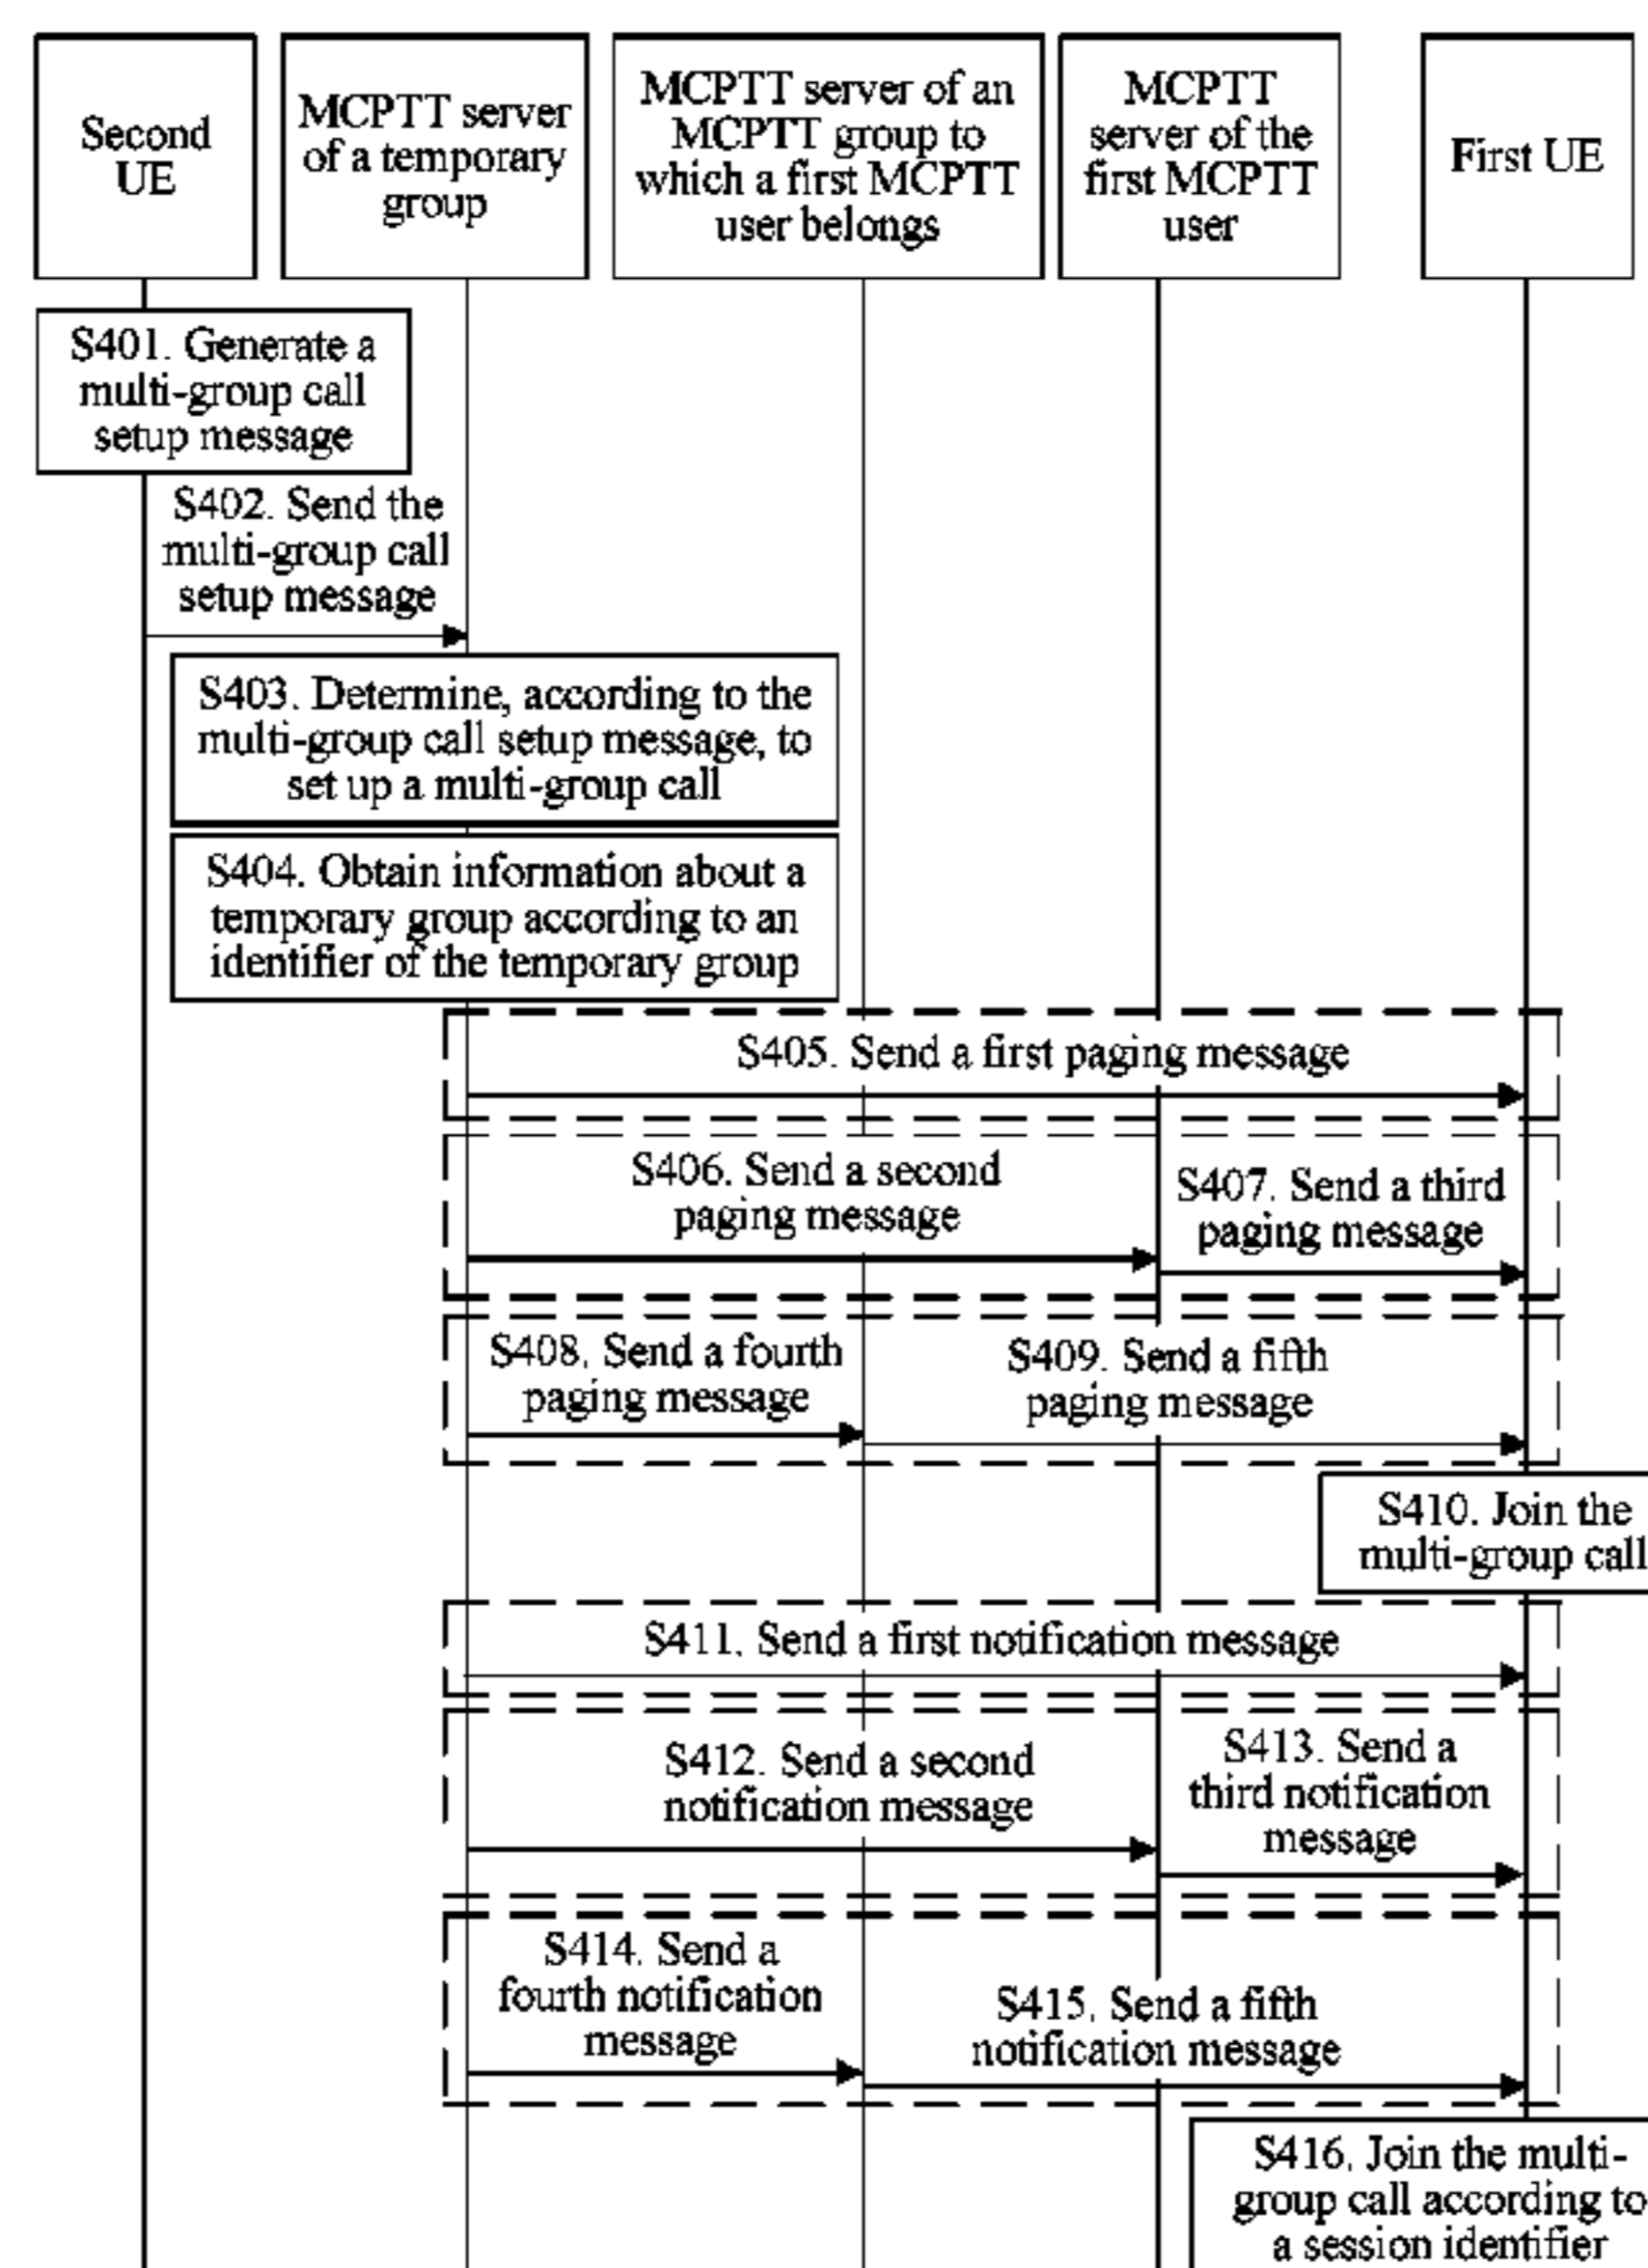 Second
UE
MCPTT server
of a temporary
group
MCPTT server of an
MCPTT group to
which a first MCPTT
user belongs
MCPTT
server of the
first MCPTT
user
First UE
S401. Generate a
multi-group call
setup message
S402. Send the
multi-group call
setup message
S403. Determine, according to the
multi-group call setup message, to
set up a multi-group call
S404. Obtain information about a
temporary group according to an
identifier of the temporary group
S405. Send a first paging message
S406. Send a second
paging message
S407. Send a third
paging message
S408. Send a fourth
paging message
S409. Send a fifth
paging message
S410. Join the
multi-group call
S411. Send a first notification message
S412. Send a second
notification message
S413. Send a
third notification
message
S414. Send a
fourth notification
message
S415. Send a fifth
notification message
S416. Join the multi-
group call according to
a session identifier